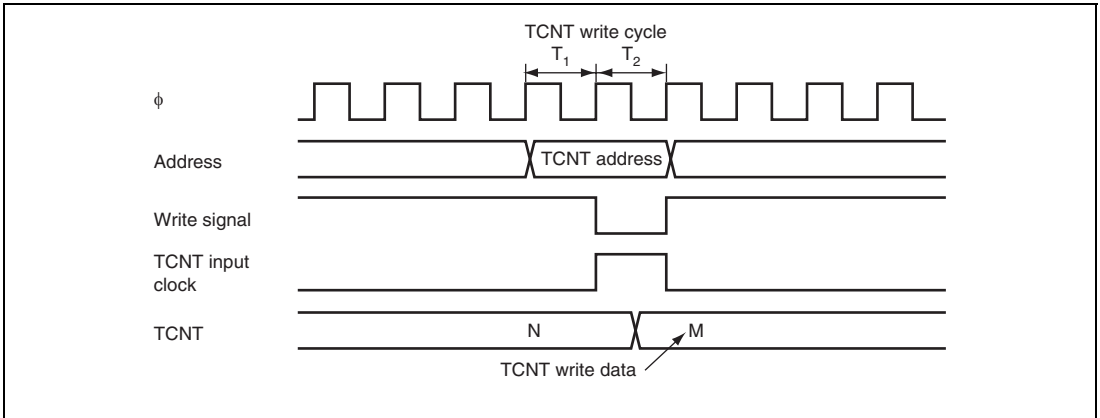 TCNT write cycle
T1 T2
ϕ
Address
TCNT address
Write signal
TCNT input
clock
TCNT
N
M
TCNT write data